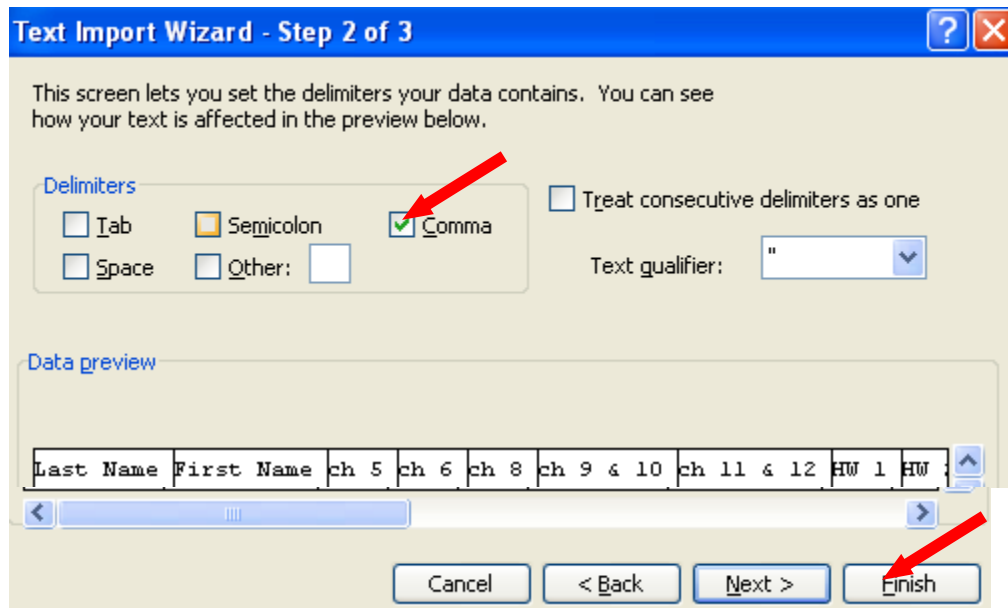 Text Import Wizard - Step 2 of 3
This screen lets you set the delimiters your data contains. You can see
how your text is affected in the preview below.
Delimiters
Tab Semicolon Comma
Treat consecutive delimiters as one
Space Other:
Text qualifier: "
Data preview
Last Name First Name ch 5 ch 6 ch 8 ch 9 & 10 ch 11 & 12 HW 1 HW
Cancel < Back Next > Finish